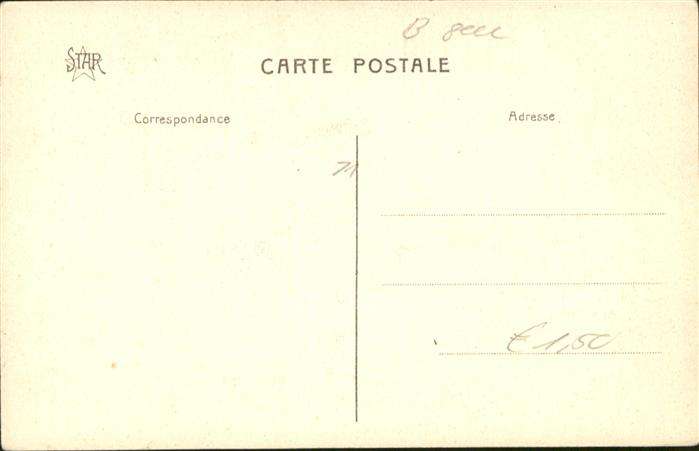 B
STAR
CARTE POSTALE
Correspondance
Adresse
€ 1,50